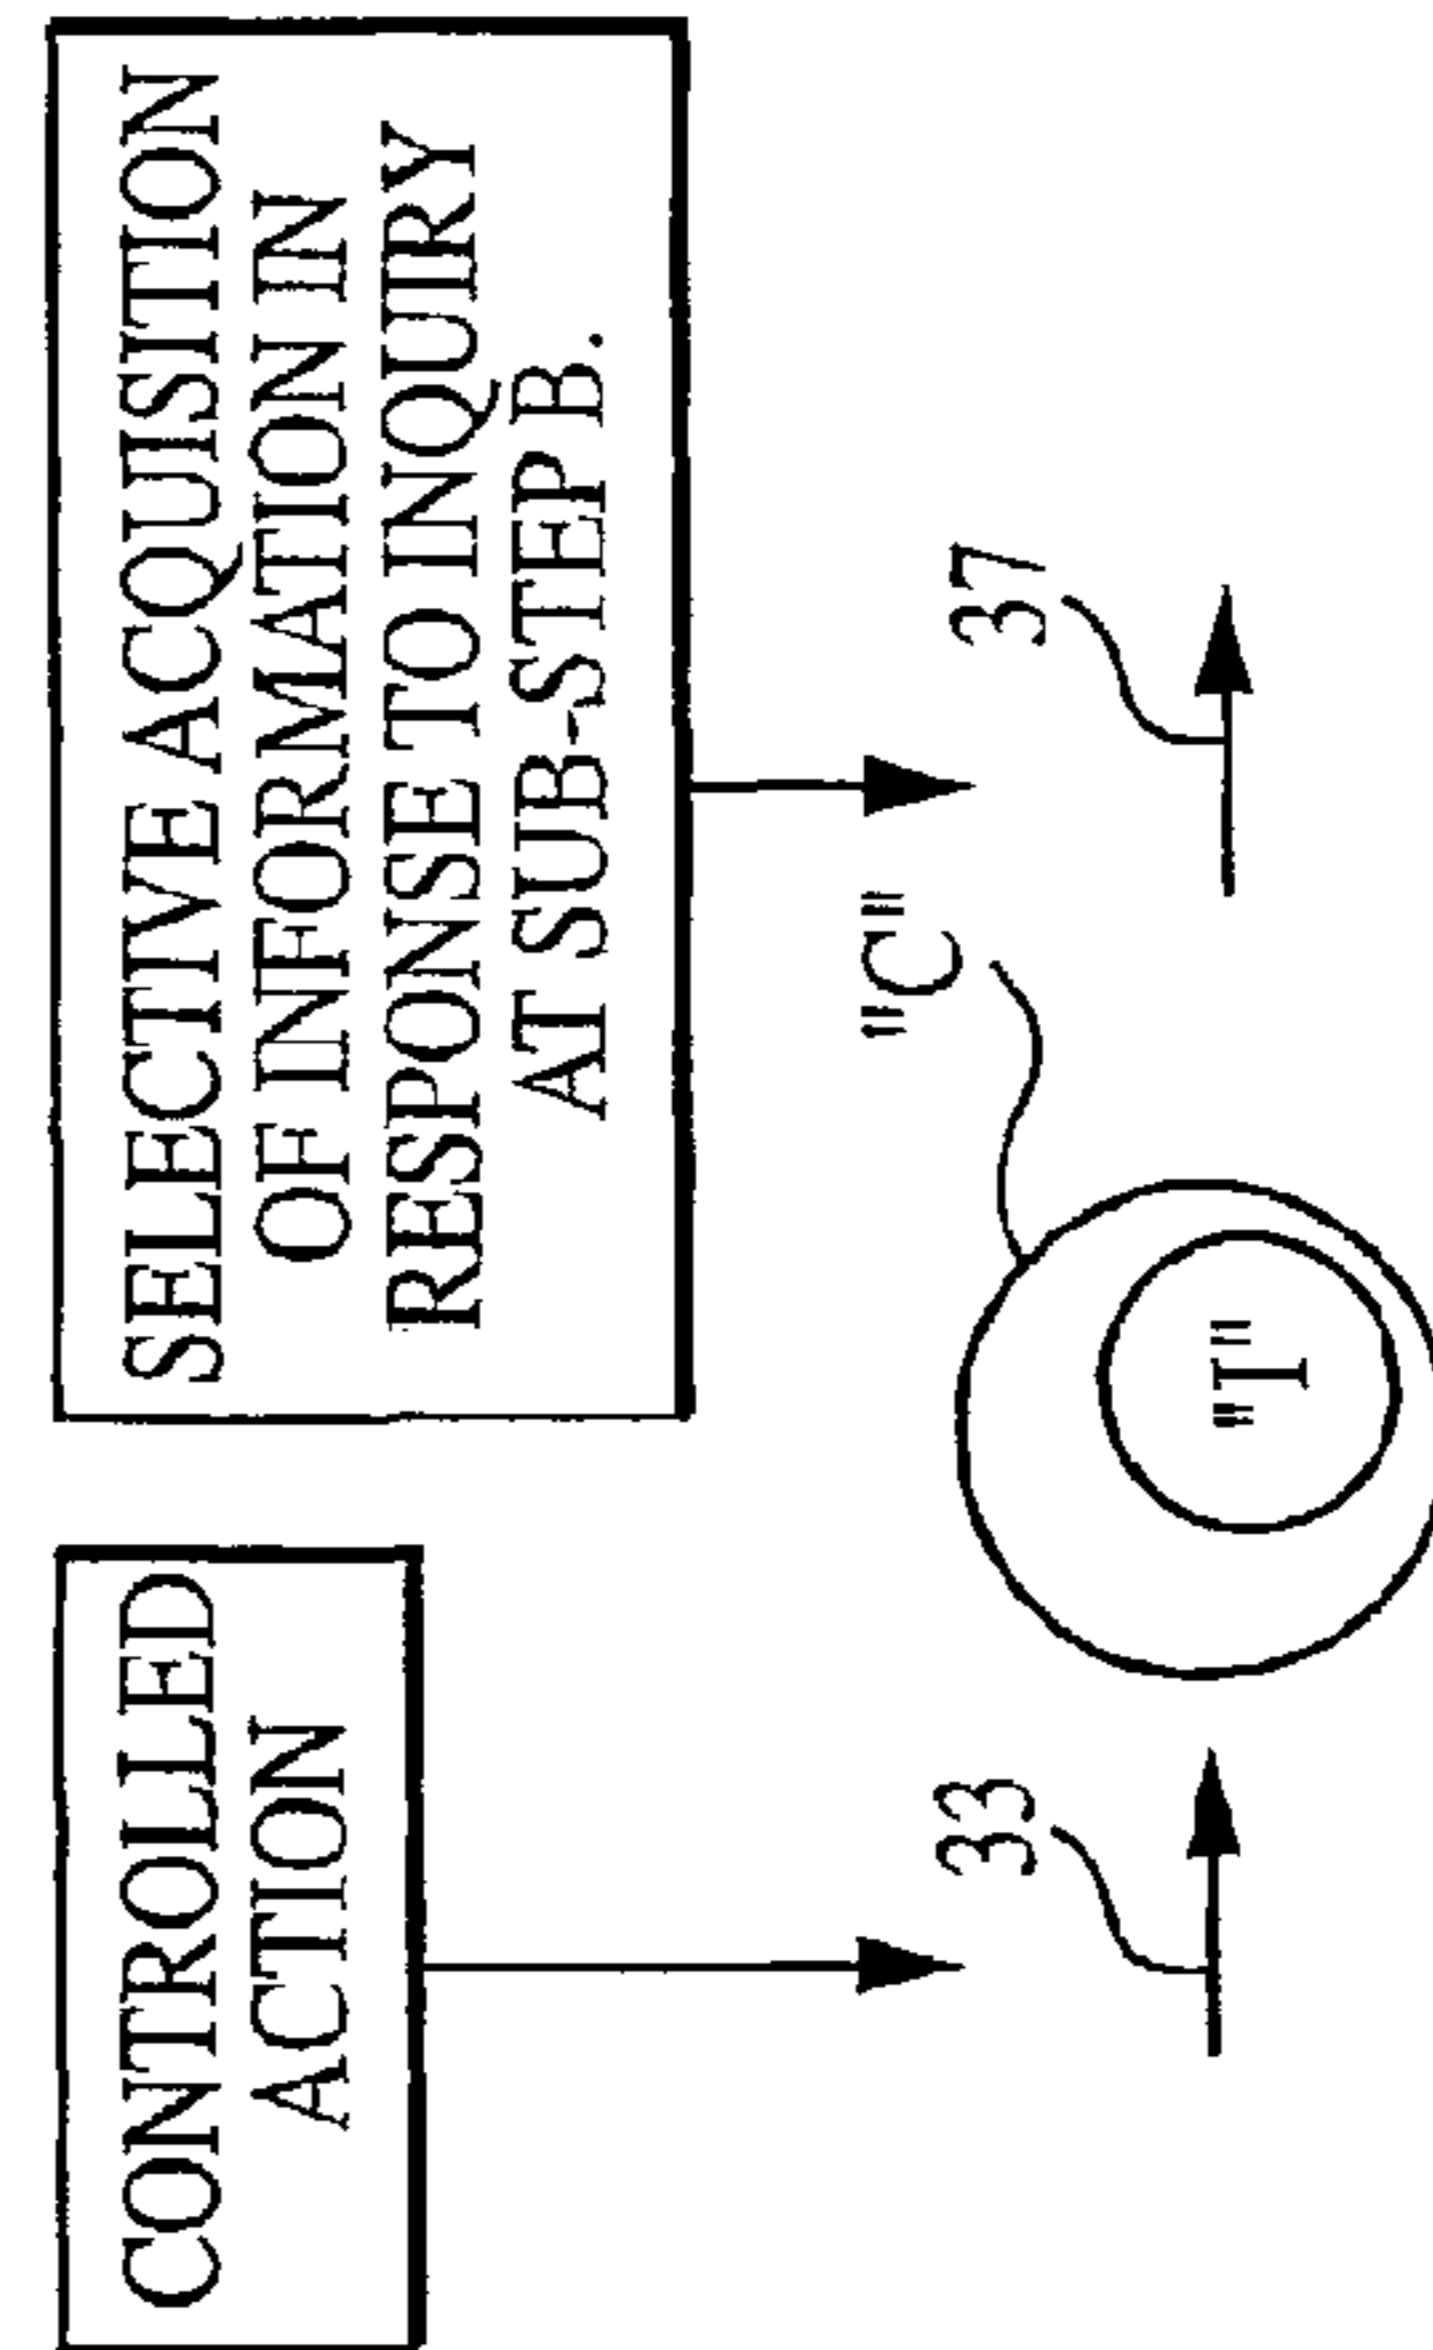 CONTROLLED
ACTION
SELECTIVE ACQUISITION
OF INFORMATION IN
RESPONSE TO INQUIRY
AT SUB-STEP B.
33
"C"
37
"I"